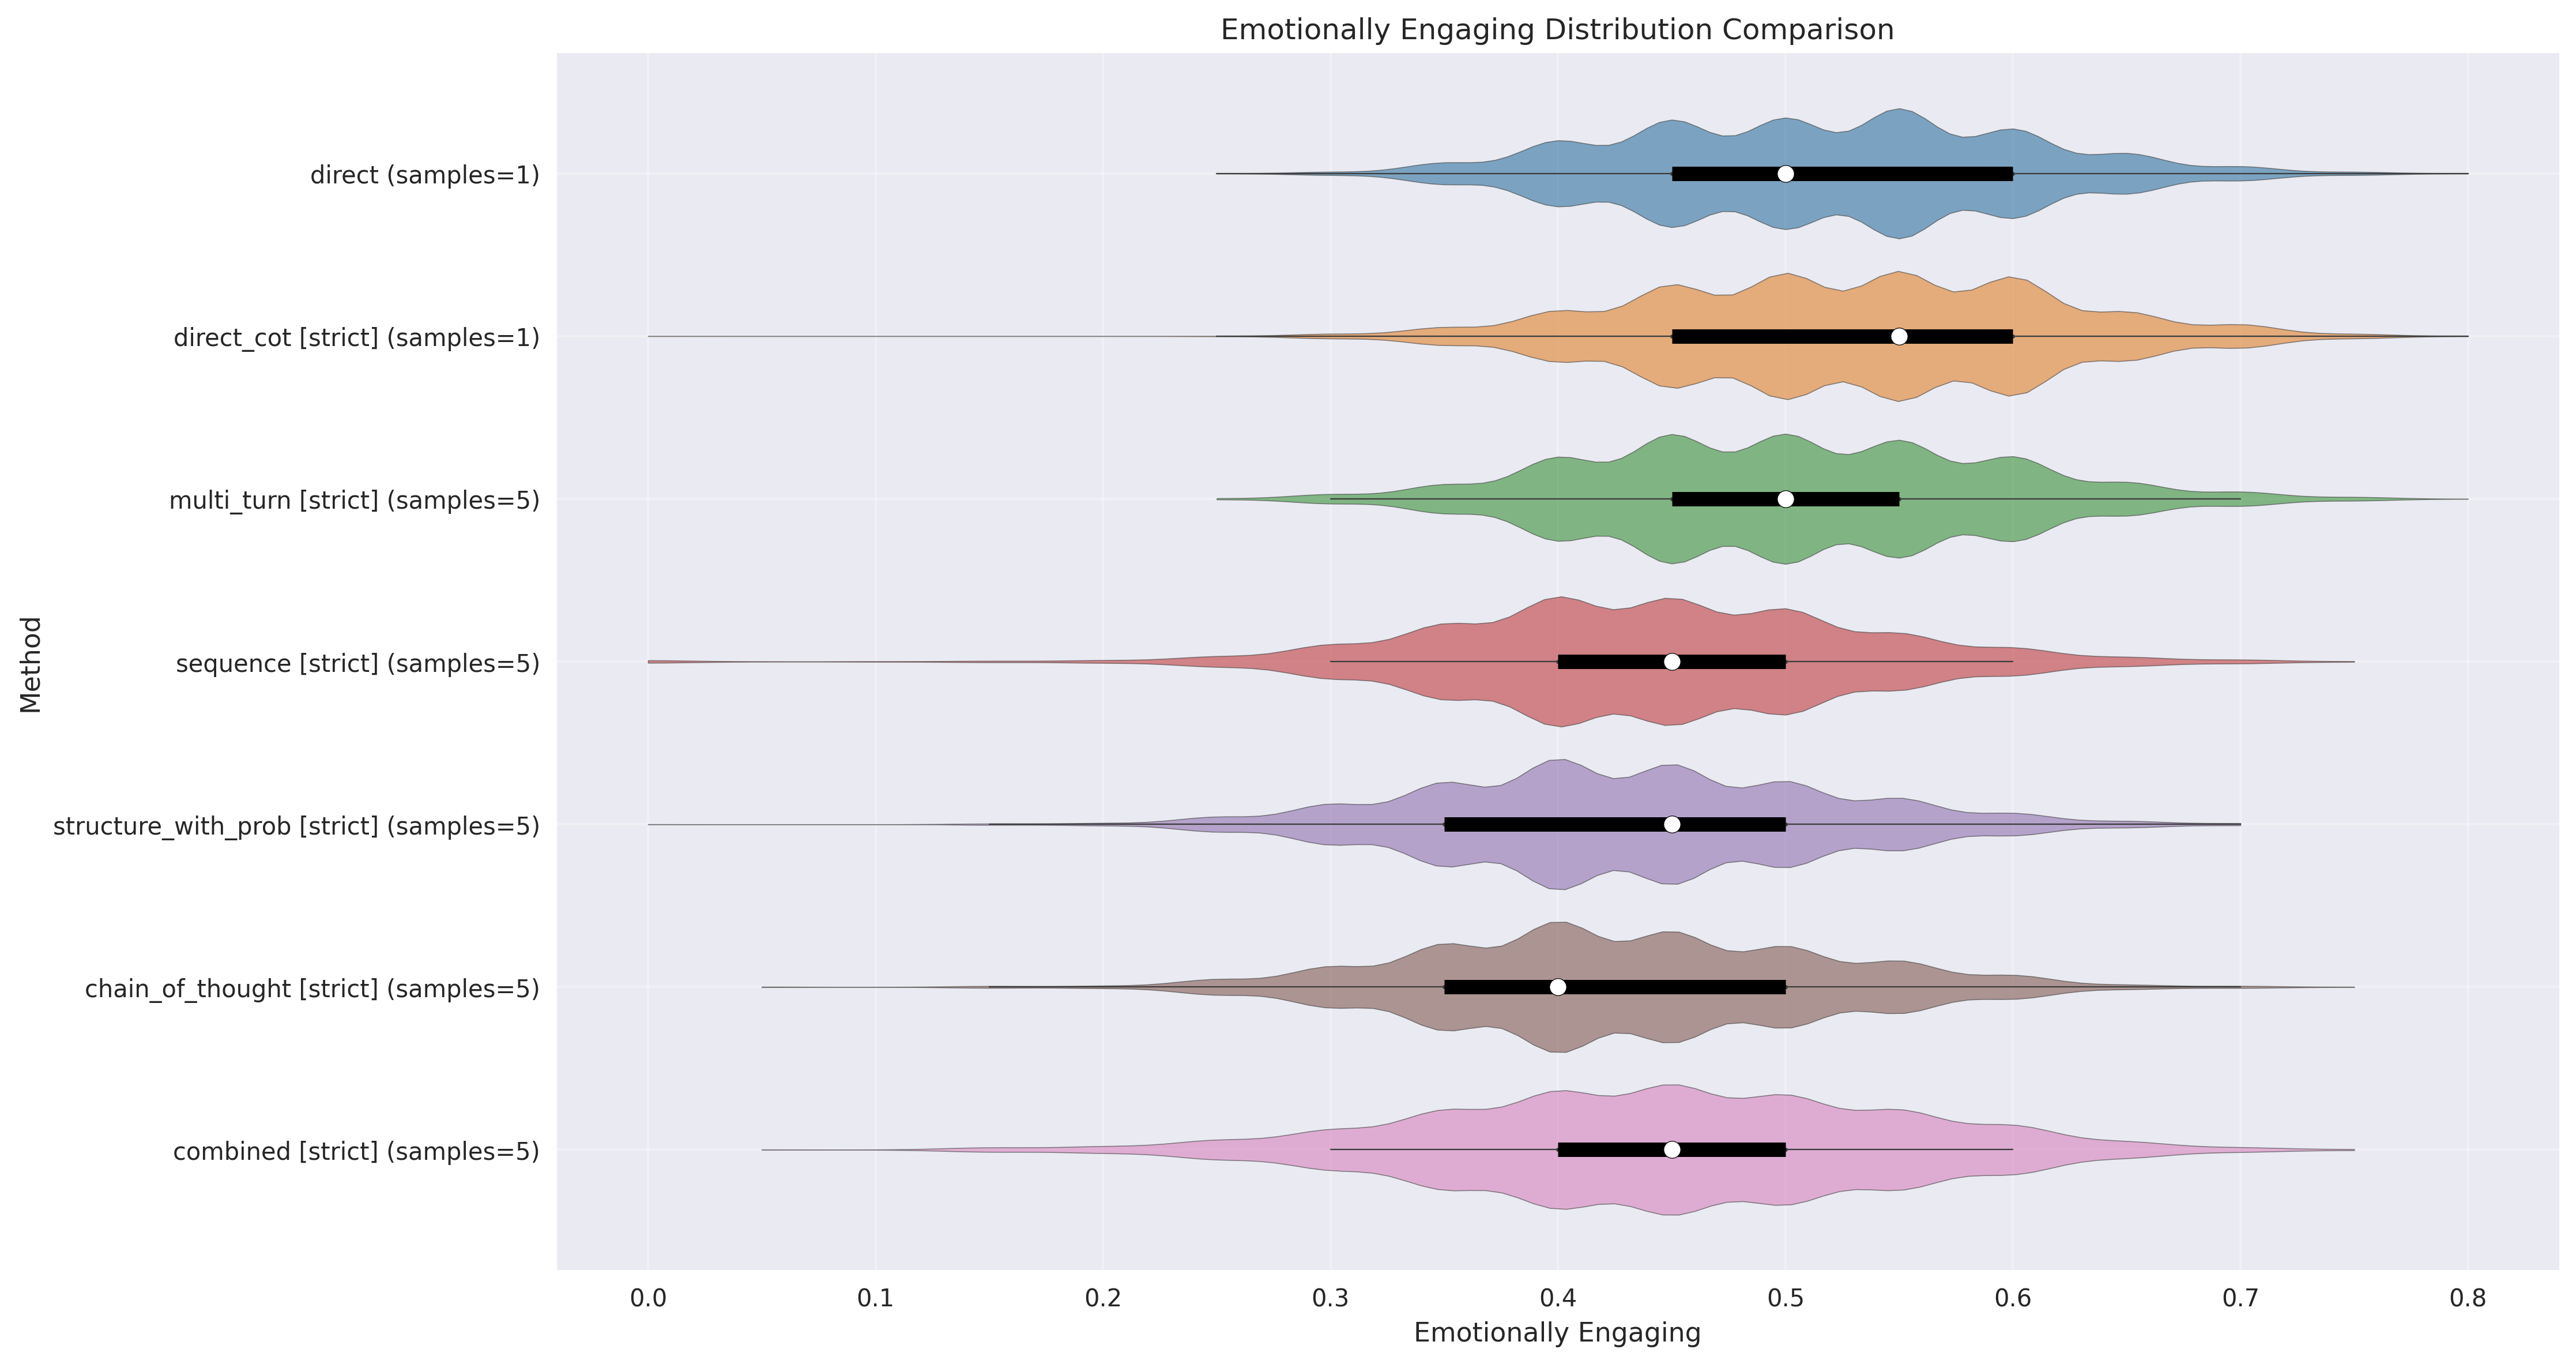 Emotionally Engaging Distribution Comparison
Method
direct (samples=1)
direct_cot [strict] (samples=1)
multi_turn [strict] (samples=5)
sequence [strict] (samples=5)
structure_with_prob [strict] (samples=5)
chain_of_thought [strict] (samples=5)
combined [strict] (samples=5)
0.0 0.1 0.2 0.3 0.4 0.5 0.6 0.7 0.8
Emotionally Engaging